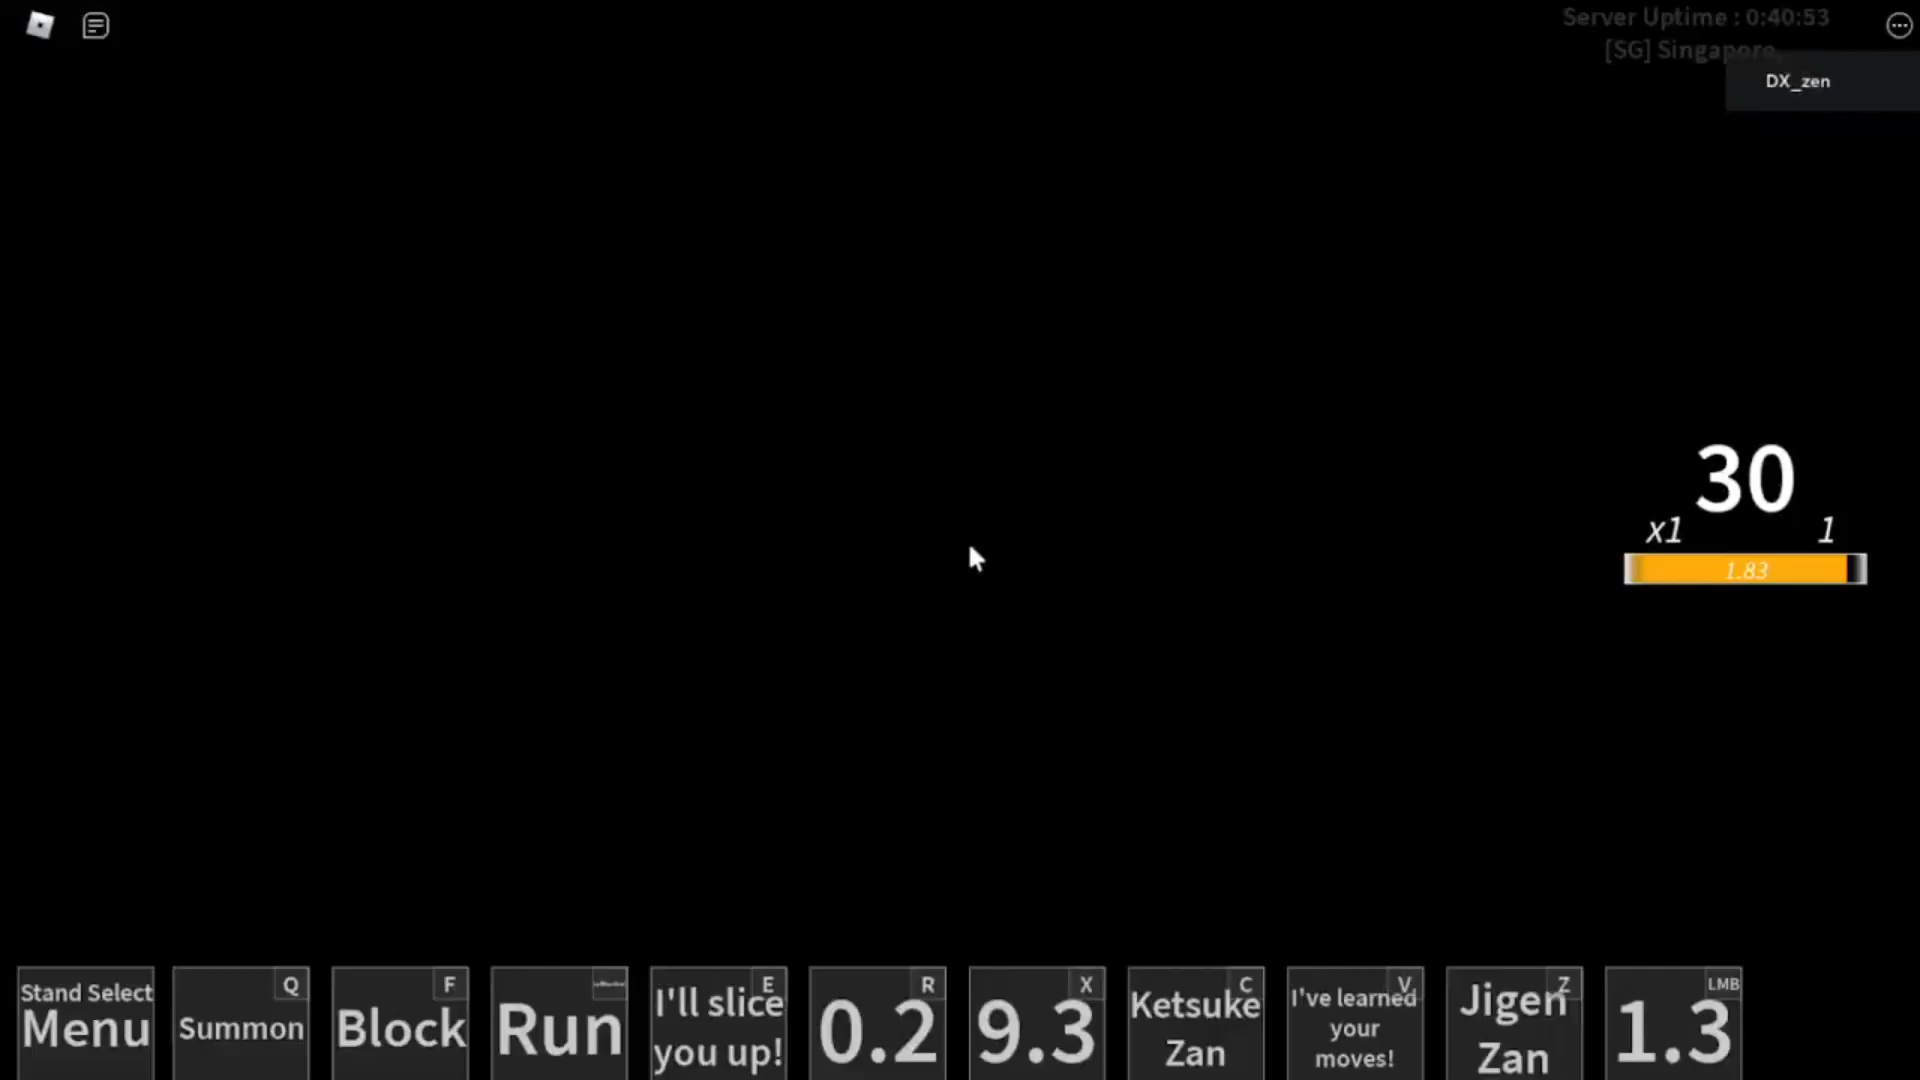 Server Uptime : 0:40:53
[SG] Singapore,
DX_zen
30
x1 1
1.83
Stand Select
Menu
Q
Summon
F
Block
Run
E
I'll slice
you up!
R
0.2
X
9.3
C
Ketsuke
Zan
V
I've learned
your
moves!
Z
Jigen
Zan
LMB
1.3